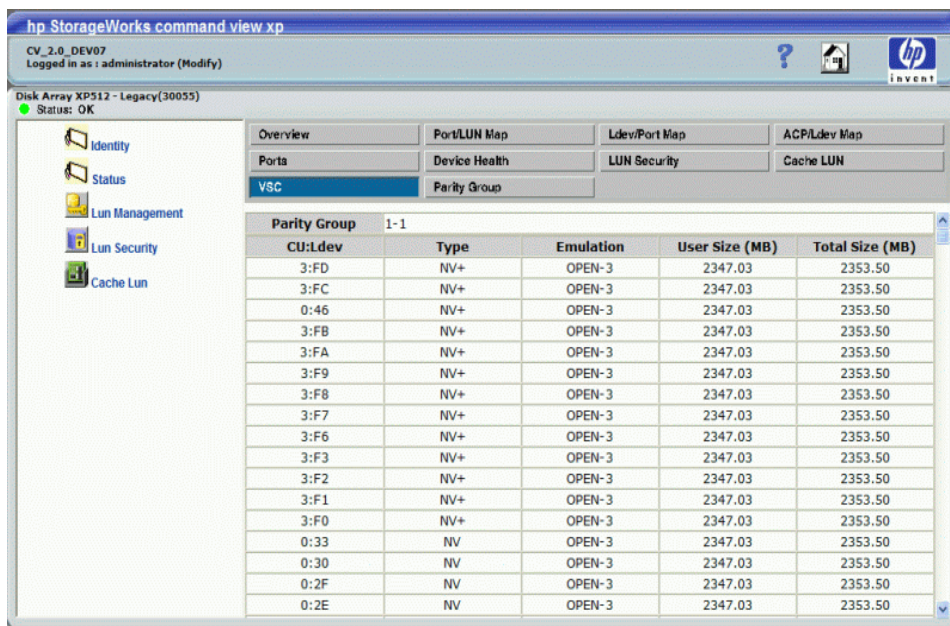 hp StorageWorks command view xp
CV_2.0_DEV07
Logged in as : administrator (Modify)
?
hp
invent
Disk Array XP512 - Legacy(30055)
Status: OK
Identity
Status
Lun Management
Lun Security
Cache Lun
Overview Port/LUN Map Ldev/Port Map ACP/Ldev Map
Ports Device Health LUN Security Cache LUN
VSC Parity Group
Parity Group 1-1
CU:Ldev Type Emulation User Size (MB) Total Size (MB)
3:FD NV+ OPEN-3 2347.03 2353.50
3:FC NV+ OPEN-3 2347.03 2353.50
0:46 NV+ OPEN-3 2347.03 2353.50
3:FB NV+ OPEN-3 2347.03 2353.50
3:FA NV+ OPEN-3 2347.03 2353.50
3:F9 NV+ OPEN-3 2347.03 2353.50
3:F8 NV+ OPEN-3 2347.03 2353.50
3:F7 NV+ OPEN-3 2347.03 2353.50
3:F6 NV+ OPEN-3 2347.03 2353.50
3:F3 NV+ OPEN-3 2347.03 2353.50
3:F2 NV+ OPEN-3 2347.03 2353.50
3:F1 NV+ OPEN-3 2347.03 2353.50
3:F0 NV+ OPEN-3 2347.03 2353.50
0:33 NV OPEN-3 2347.03 2353.50
0:30 NV OPEN-3 2347.03 2353.50
0:2F NV OPEN-3 2347.03 2353.50
0:2E NV OPEN-3 2347.03 2353.50